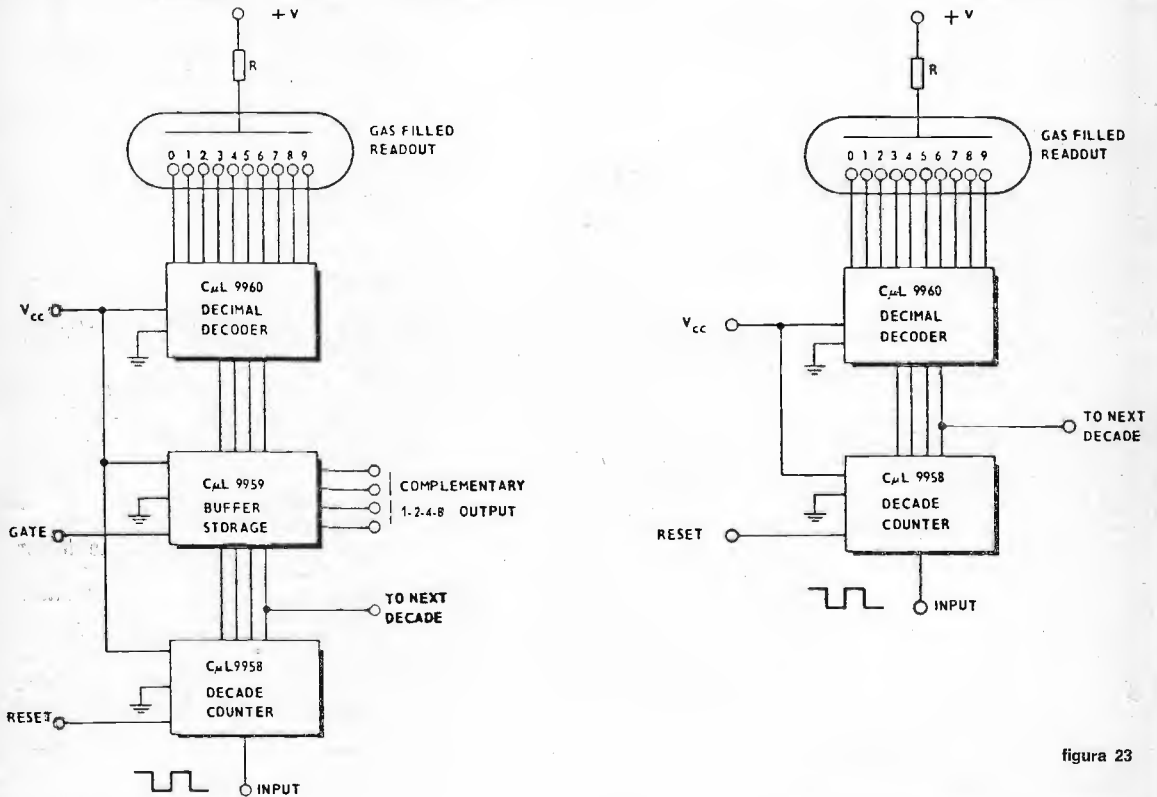 + V
R
GAS FILLED
READOUT
0 1 2 3 4 5 6 7 8 9
CμL 9960
DECIMAL
DECODER
Vcc
CμL 9959
BUFFER
STORAGE
COMPLEMENTARY
1-2-4-8 OUTPUT
GATE
TO NEXT
DECADE
CμL9958
DECADE
COUNTER
RESET
INPUT
+ V
R
GAS FILLED
READOUT
0 1 2 3 4 5 6 7 8 9
CμL 9960
DECIMAL
DECODER
Vcc
TO NEXT
DECADE
CμL 9958
DECADE
COUNTER
RESET
INPUT
figura 23